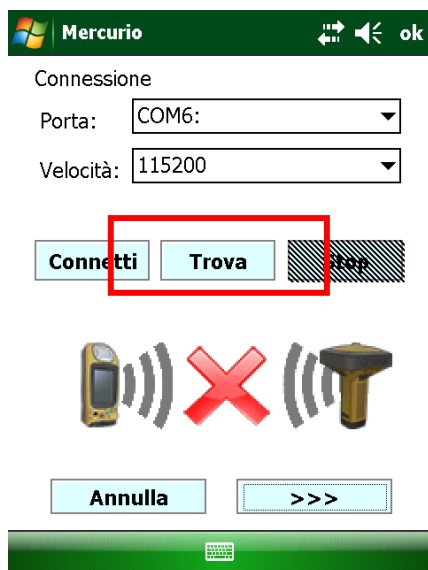 Mercurio ok
Connessione
Porta: COM6:
Velocità: 115200
Connetti Trova Stop
Annulla >>>